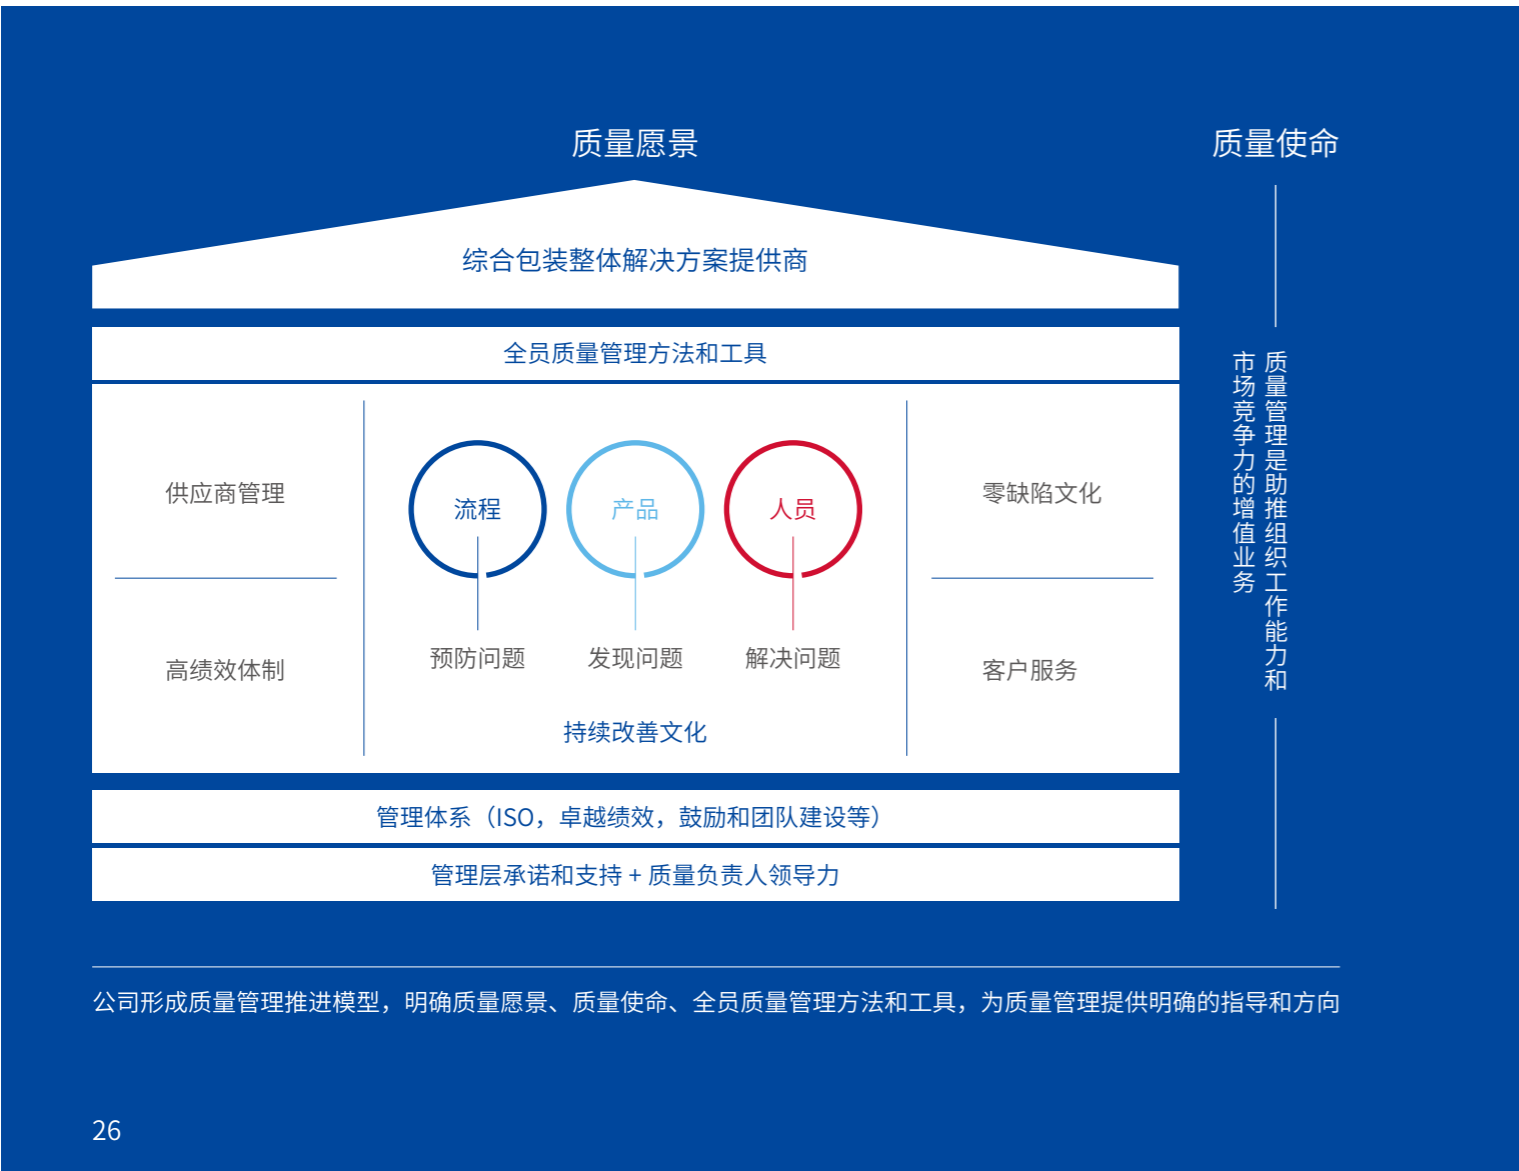 质量愿景
质量使命
综合包装整体解决方案提供商
全员质量管理方法和工具
供应商管理
高绩效体制
流程
产品
人员
预防问题
发现问题
解决问题
持续改善文化
零缺陷文化
客户服务
质量管理是助推组织工作能力和
市场竞争力的增值业务
管理体系（ISO，卓越绩效，鼓励和团队建设等）
管理层承诺和支持 + 质量负责人领导力
公司形成质量管理推进模型，明确质量愿景、质量使命、全员质量管理方法和工具，为质量管理提供明确的指导和方向
26